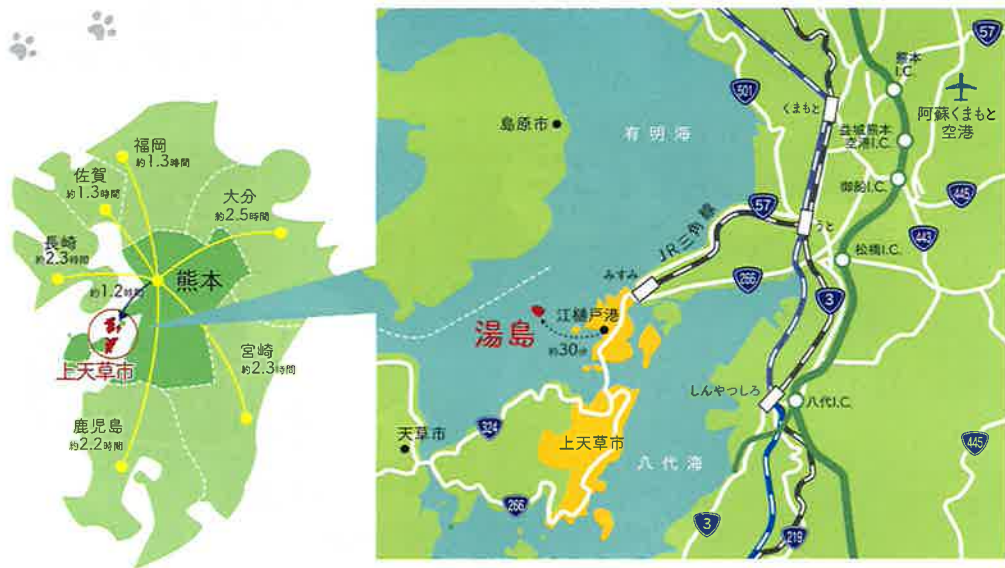 福岡
約1.3時間
佐賀
約1.3時間
大分
約2.5時間
長崎
約2.3時間
熊本
約1.2時間
上天草市
宮崎
約2.3時間
鹿児島
約2.2時間
57
熊本
I.C.
阿蘇くまもと
空港
501
くまもと
島原市
有明海
益城熊本
空港I.C.
御船I.C.
445
57
うと
443
JR三角線
松橋I.C.
みすみ
266
3
江樋戸港
湯島
約30分
しんやつしろ
八代I.C.
324
天草市
上天草市
445
八代海
266
3
219